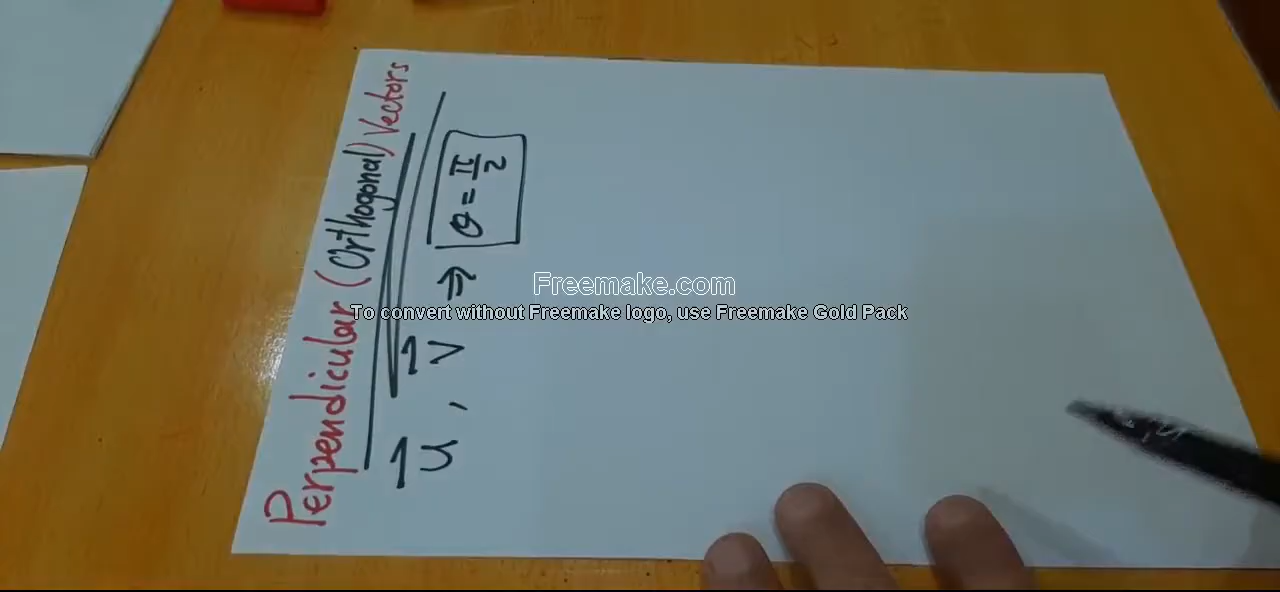 Perpendicular (Orthogonal) Vectors
u⃗ , v⃗ ⇒ θ = π/2
Freemake.com
To convert without Freemake logo, use Freemake Gold Pack